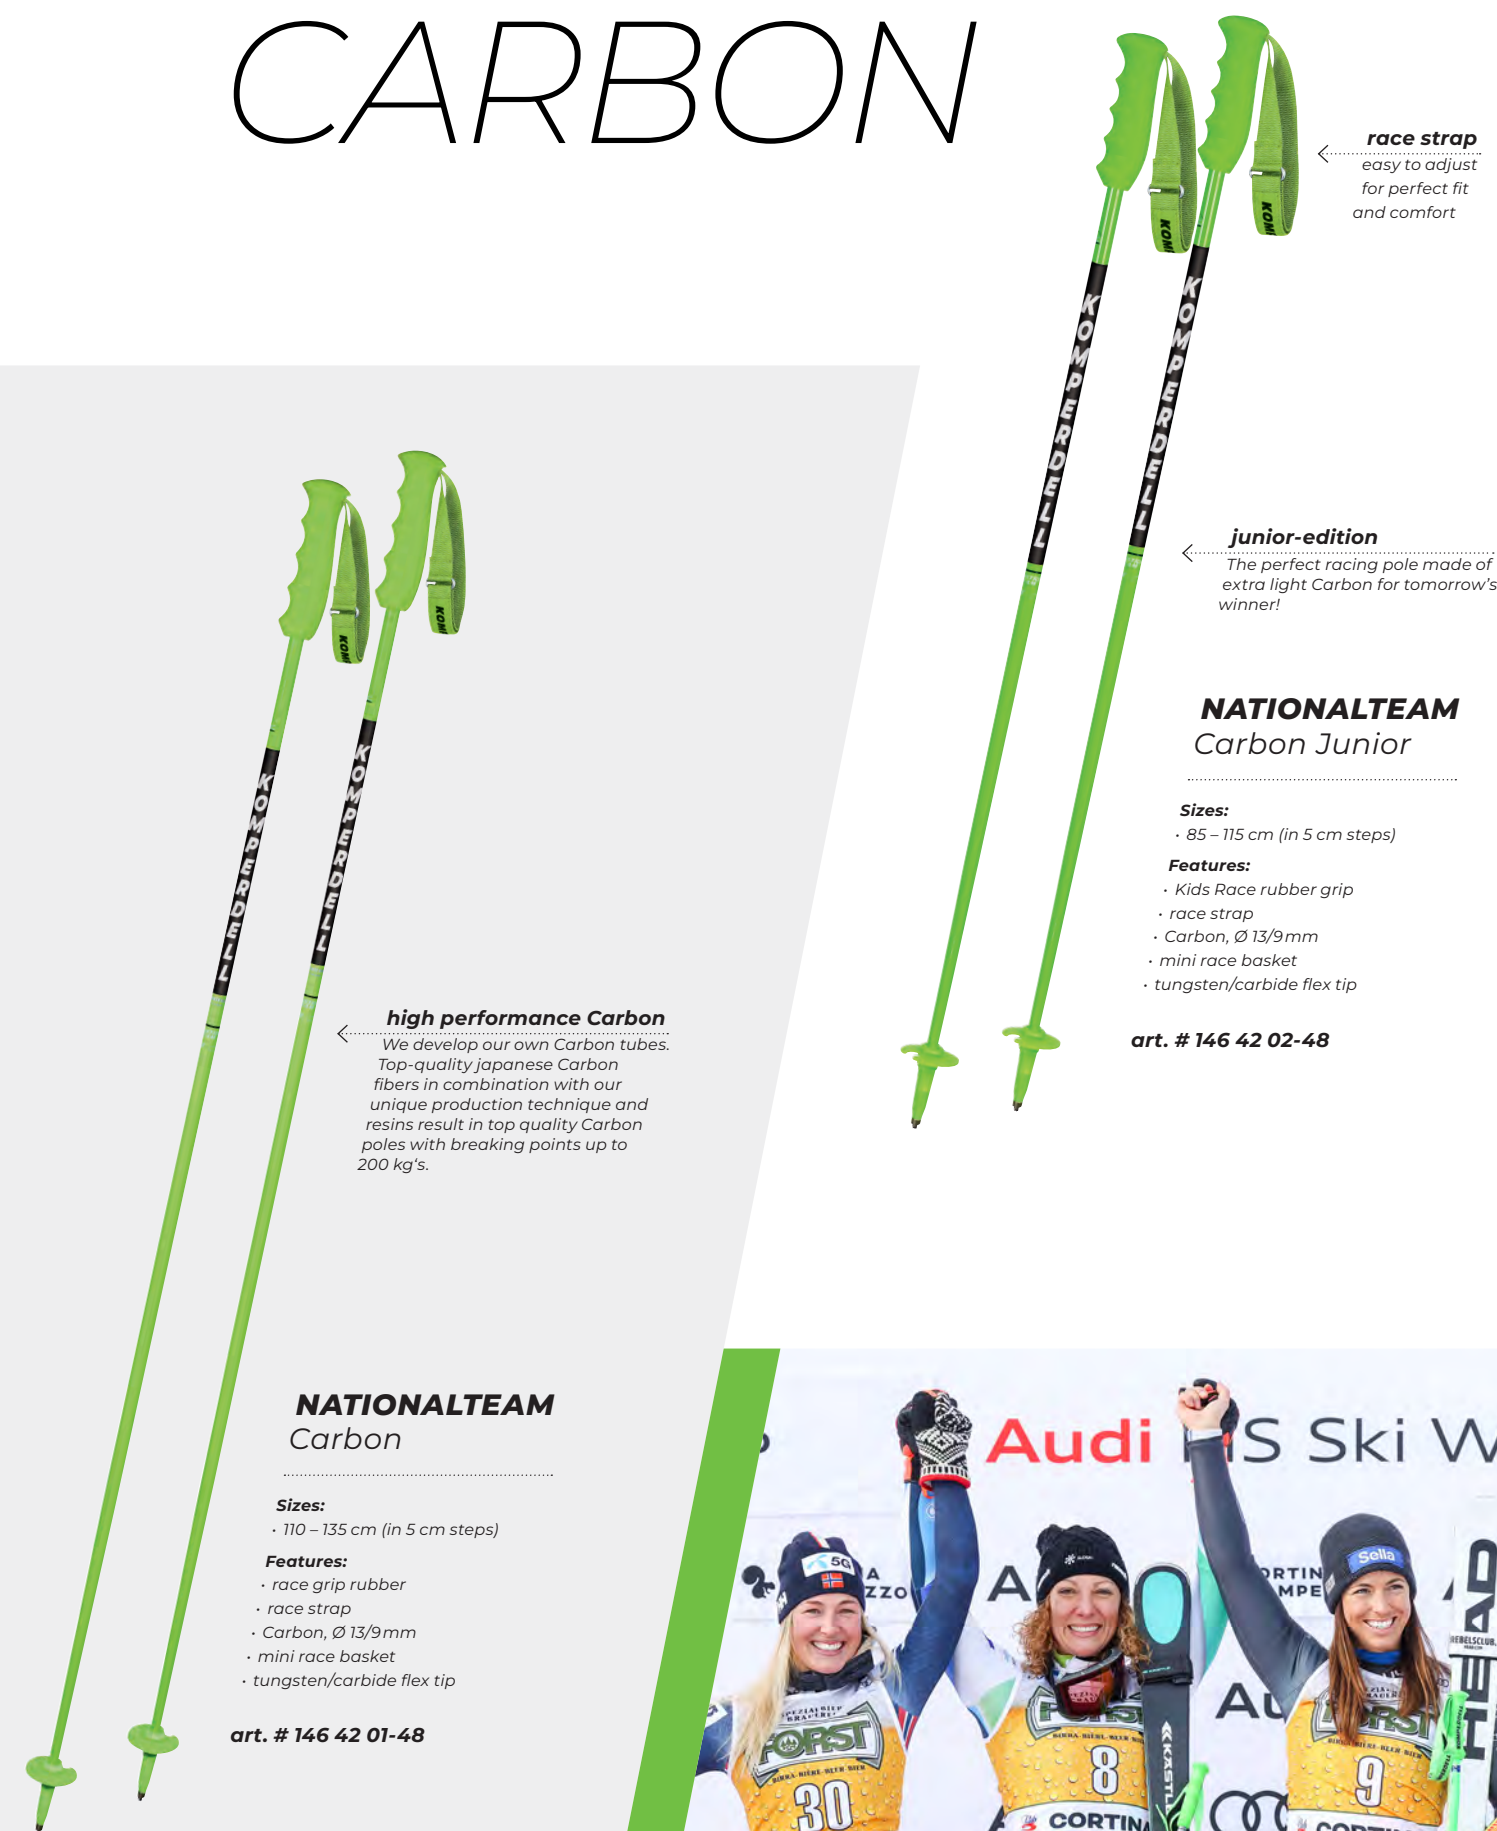 CARBON
race strap
easy to adjust
for perfect fit
and comfort
KOMPERDELL
KOMPERDELL
junior-edition
The perfect racing pole made of
extra light Carbon for tomorrow's
winner!
NATIONALTEAM
Carbon Junior
Sizes:
• 85 – 115 cm (in 5 cm steps)
Features:
• Kids Race rubber grip
• race strap
• Carbon, Ø 13/9 mm
• mini race basket
• tungsten/carbide flex tip
art. # 146 42 02-48
KOMPERDELL
KOMPERDELL
high performance Carbon
We develop our own Carbon tubes.
Top-quality japanese Carbon
fibers in combination with our
unique production technique and
resins result in top quality Carbon
poles with breaking points up to
200 kg‘s.
NATIONALTEAM
Carbon
Sizes:
• 110 – 135 cm (in 5 cm steps)
Features:
• race grip rubber
• race strap
• Carbon, Ø 13/9 mm
• mini race basket
• tungsten/carbide flex tip
art. # 146 42 01-48
Audi
Ski W
5G
Sella
HEAD
FORST
FORST
30
8
9
KÄSTL
CORTINA